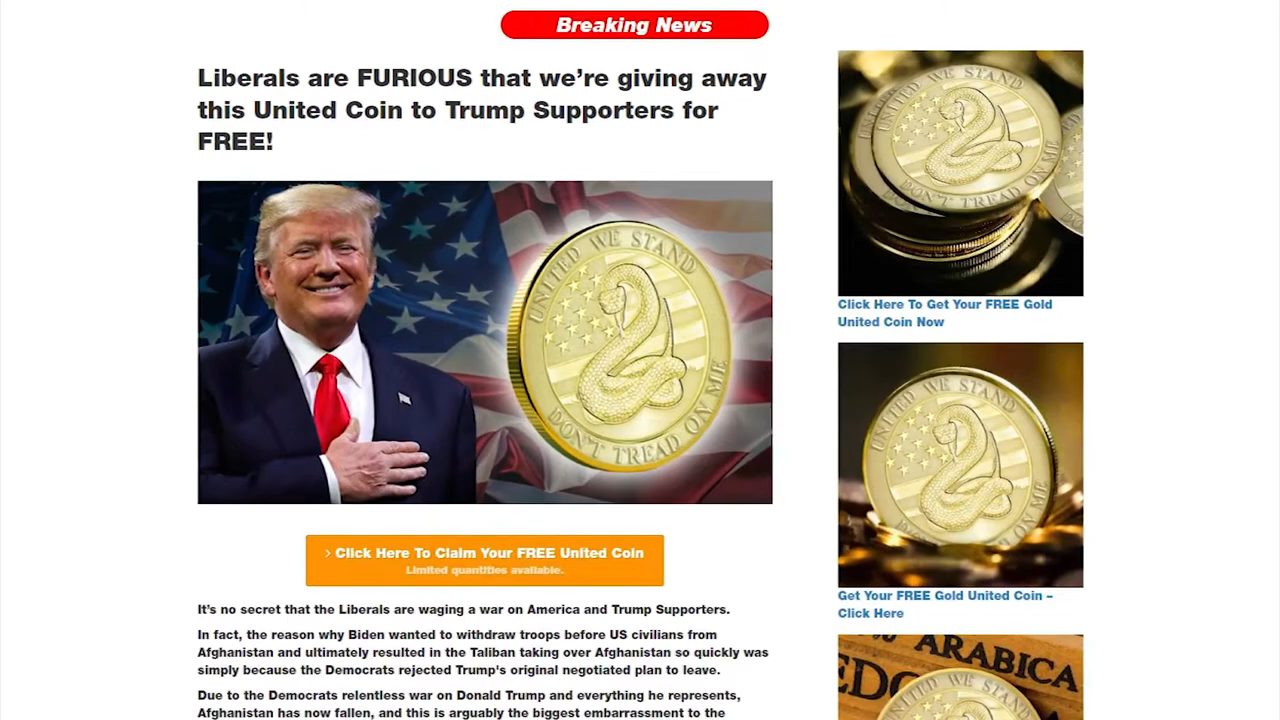 Breaking News
Liberals are FURIOUS that we’re giving away
this United Coin to Trump Supporters for
FREE!
UNITED WE STAND
DON'T TREAD ON ME
> Click Here To Claim Your FREE United Coin
Limited quantities available.
It’s no secret that the Liberals are waging a war on America and Trump Supporters.
In fact, the reason why Biden wanted to withdraw troops before US civilians from
Afghanistan and ultimately resulted in the Taliban taking over Afghanistan so quickly was
simply because the Democrats rejected Trump's original negotiated plan to leave.
Due to the Democrats relentless war on Donald Trump and everything he represents,
Afghanistan has now fallen, and this is arguably the biggest embarrassment to the
UNITED WE STAND
DON'T TREAD ON ME
Click Here To Get Your FREE Gold
United Coin Now
UNITED WE STAND
ON ME
Get Your FREE Gold United Coin –
Click Here
ARABICA
UNITED WE STAND